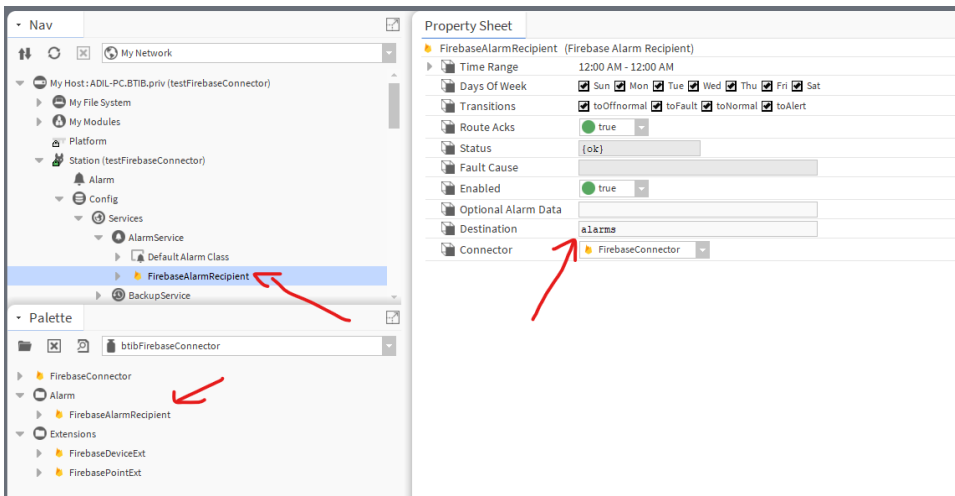 Nav
My Network
My Host : ADIL-PC.BTIB.priv (testFirebaseConnector)
My File System
My Modules
Platform
Station (testFirebaseConnector)
Alarm
Config
Services
AlarmService
Default Alarm Class
FirebaseAlarmRecipient
BackupService
Palette
btibFirebaseConnector
FirebaseConnector
Alarm
FirebaseAlarmRecipient
Extensions
FirebaseDeviceExt
FirebasePointExt
Property Sheet
FirebaseAlarmRecipient (Firebase Alarm Recipient)
Time Range 12:00 AM - 12:00 AM
Days Of Week Sun Mon Tue Wed Thu Fri Sat
Transitions toOffnormal toFault toNormal toAlert
Route Acks true
Status {ok}
Fault Cause
Enabled true
Optional Alarm Data
Destination alarms
Connector FirebaseConnector